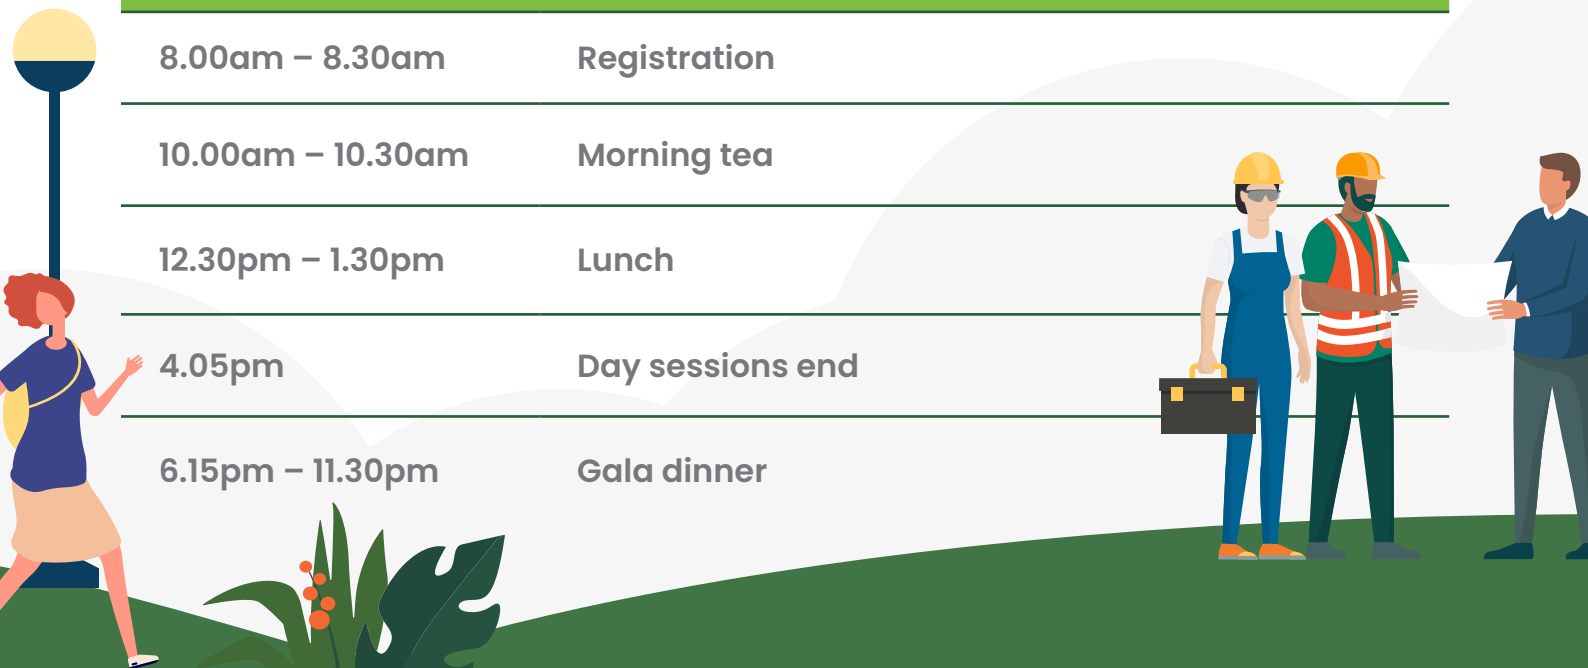 8.00am – 8.30am Registration
10.00am – 10.30am Morning tea
12.30pm – 1.30pm Lunch
4.05pm Day sessions end
6.15pm – 11.30pm Gala dinner